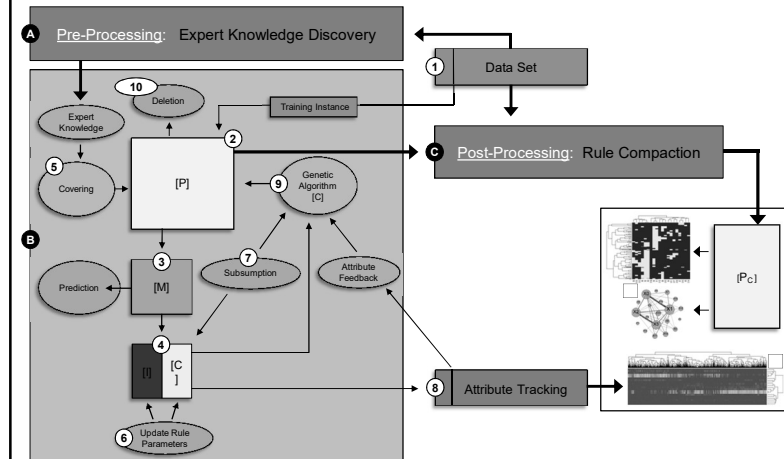 A Pre-Processing: Expert Knowledge Discovery
1 Data Set
10
Deletion
Training Instance
Expert
Knowledge
2
C Post-Processing: Rule Compaction
5
Covering
[P]
9
Genetic
Algorithm
[C]
B
3
7
Subsumption
Attribute
Feedback
Prediction
[M]
[PC]
4
[I]
[C
]
8 Attribute Tracking
6
Update Rule
Parameters